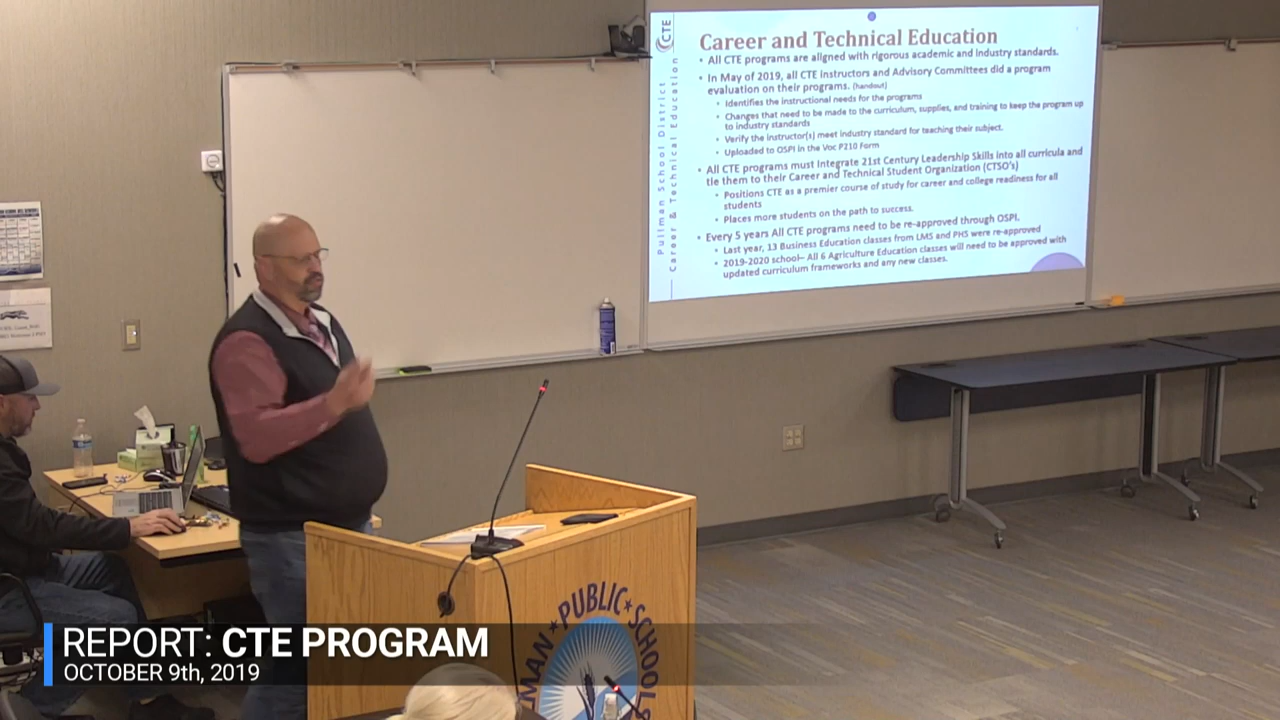 CTE
Pullman School District
Career & Technical Education
Career and Technical Education
• All CTE programs are aligned with rigorous academic and industry standards.
• In May of 2019, all CTE instructors and Advisory Committees did a program
evaluation on their programs. (handout)
• Identifies the instructional needs for the programs
• Changes that need to be made to the curriculum, supplies, and training to keep the program up
to industry standards
• Verify the instructor(s) meet industry standard for teaching their subject.
• Uploaded to OSPI in the Voc P210 Form
• All CTE programs must integrate 21st Century Leadership Skills into all curricula and
tie them to their Career and Technical Student Organization (CTSO's)
• Positions CTE as a premier course of study for career and college readiness for all
students
• Places more students on the path to success.
• Every 5 years All CTE programs need to be re-approved through OSPI.
• Last year, 13 Business Education classes from LMS and PHS were re-approved
• 2019-2020 school– All 6 Agriculture Education classes will need to be approved with
updated curriculum frameworks and any new classes.
MAN ★ PUBLIC ★ SCHOOLS
REPORT: CTE PROGRAM
OCTOBER 9th, 2019